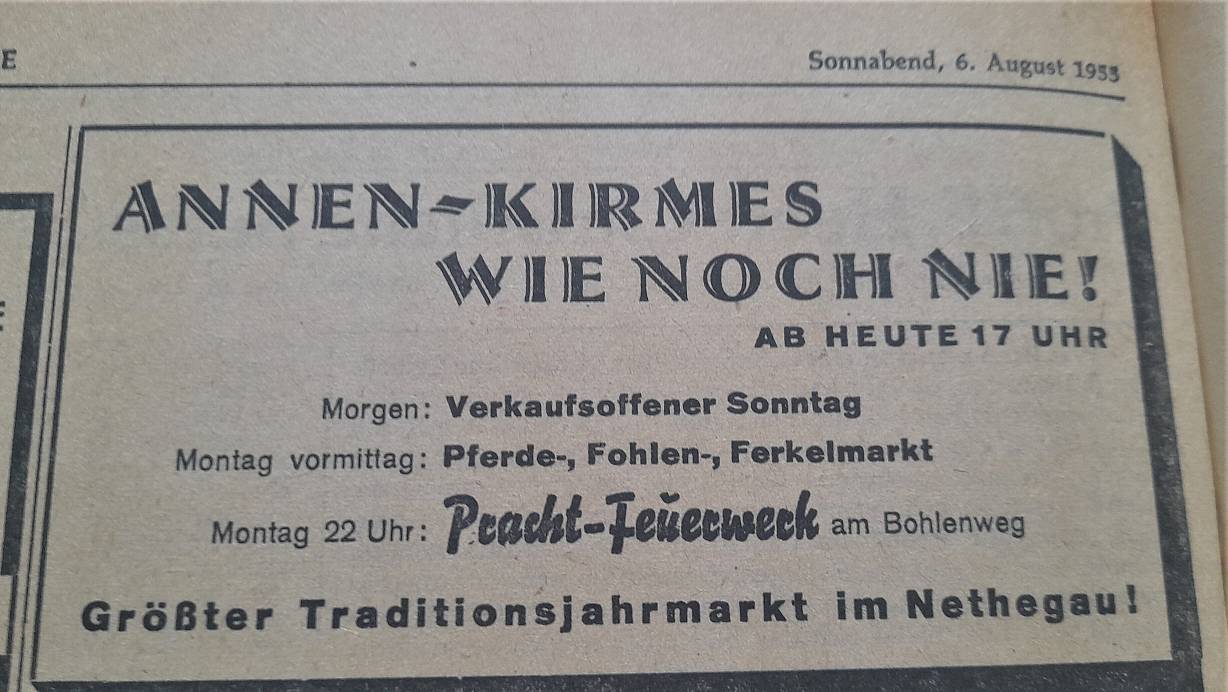 E
Sonnabend, 6. August 1955
ANNEN-KIRMES
WIE NOCH NIE!
AB HEUTE 17 UHR
Morgen: Verkaufsoffener Sonntag
Montag vormittag: Pferde-, Fohlen-, Ferkelmarkt
Montag 22 Uhr: Pracht-Feuerwerk am Bohlenweg
Größter Traditionsjahrmarkt im Nethegau!